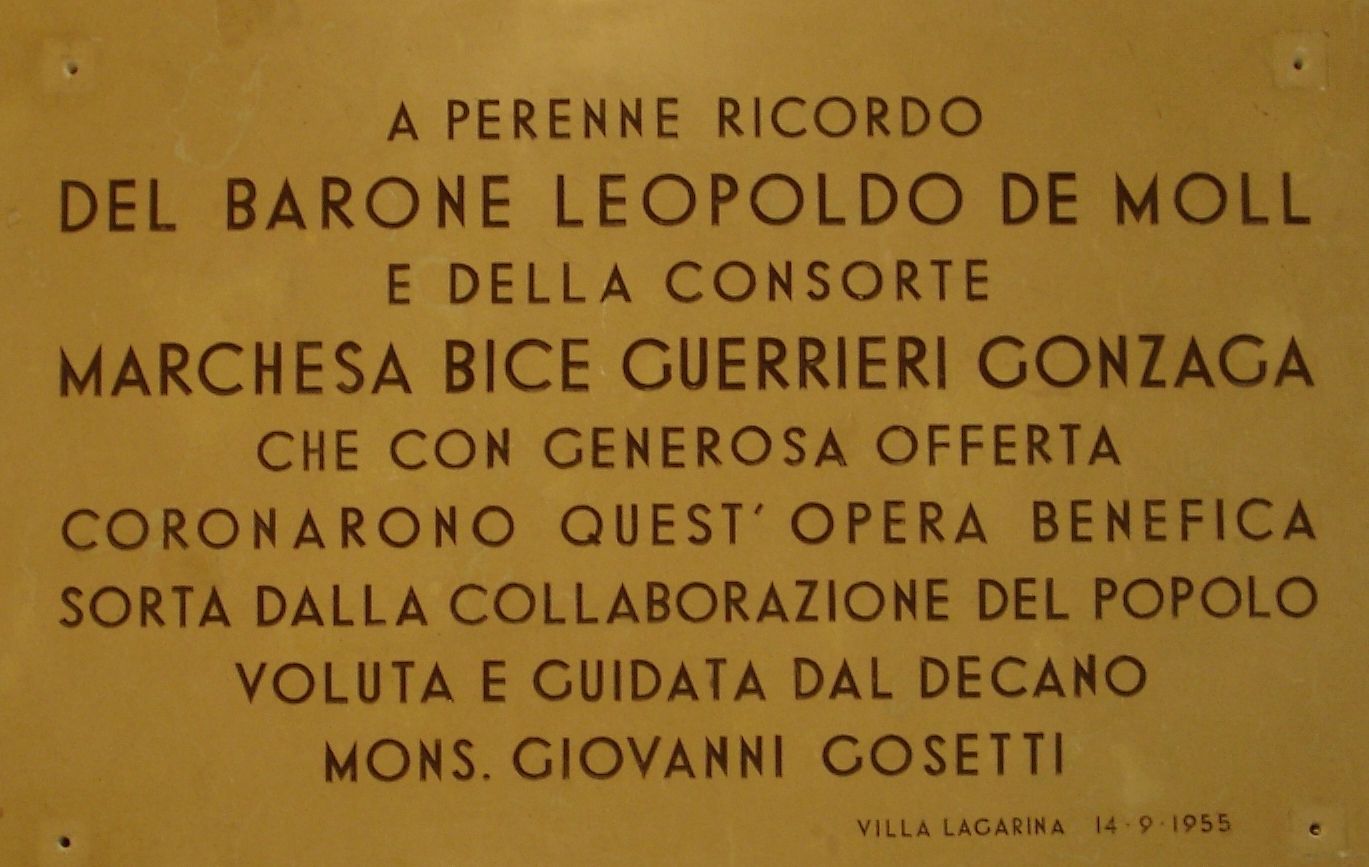 A PERENNE RICORDO
DEL BARONE LEOPOLDO DE MOLL
E DELLA CONSORTE
MARCHESA BICE GUERRIERI GONZAGA
CHE CON GENEROSA OFFERTA
CORONARONO QUEST' OPERA BENEFICA
SORTA DALLA COLLABORAZIONE DEL POPOLO
VOLUTA E GUIDATA DAL DECANO
MONS. GIOVANNI GOSETTI
VILLA LAGARINA 14-9-1955